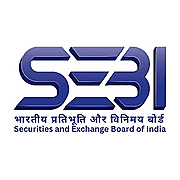 SEBI
भारतीय प्रतिभूति और विनिमय बोर्ड
Securities and Exchange Board of India